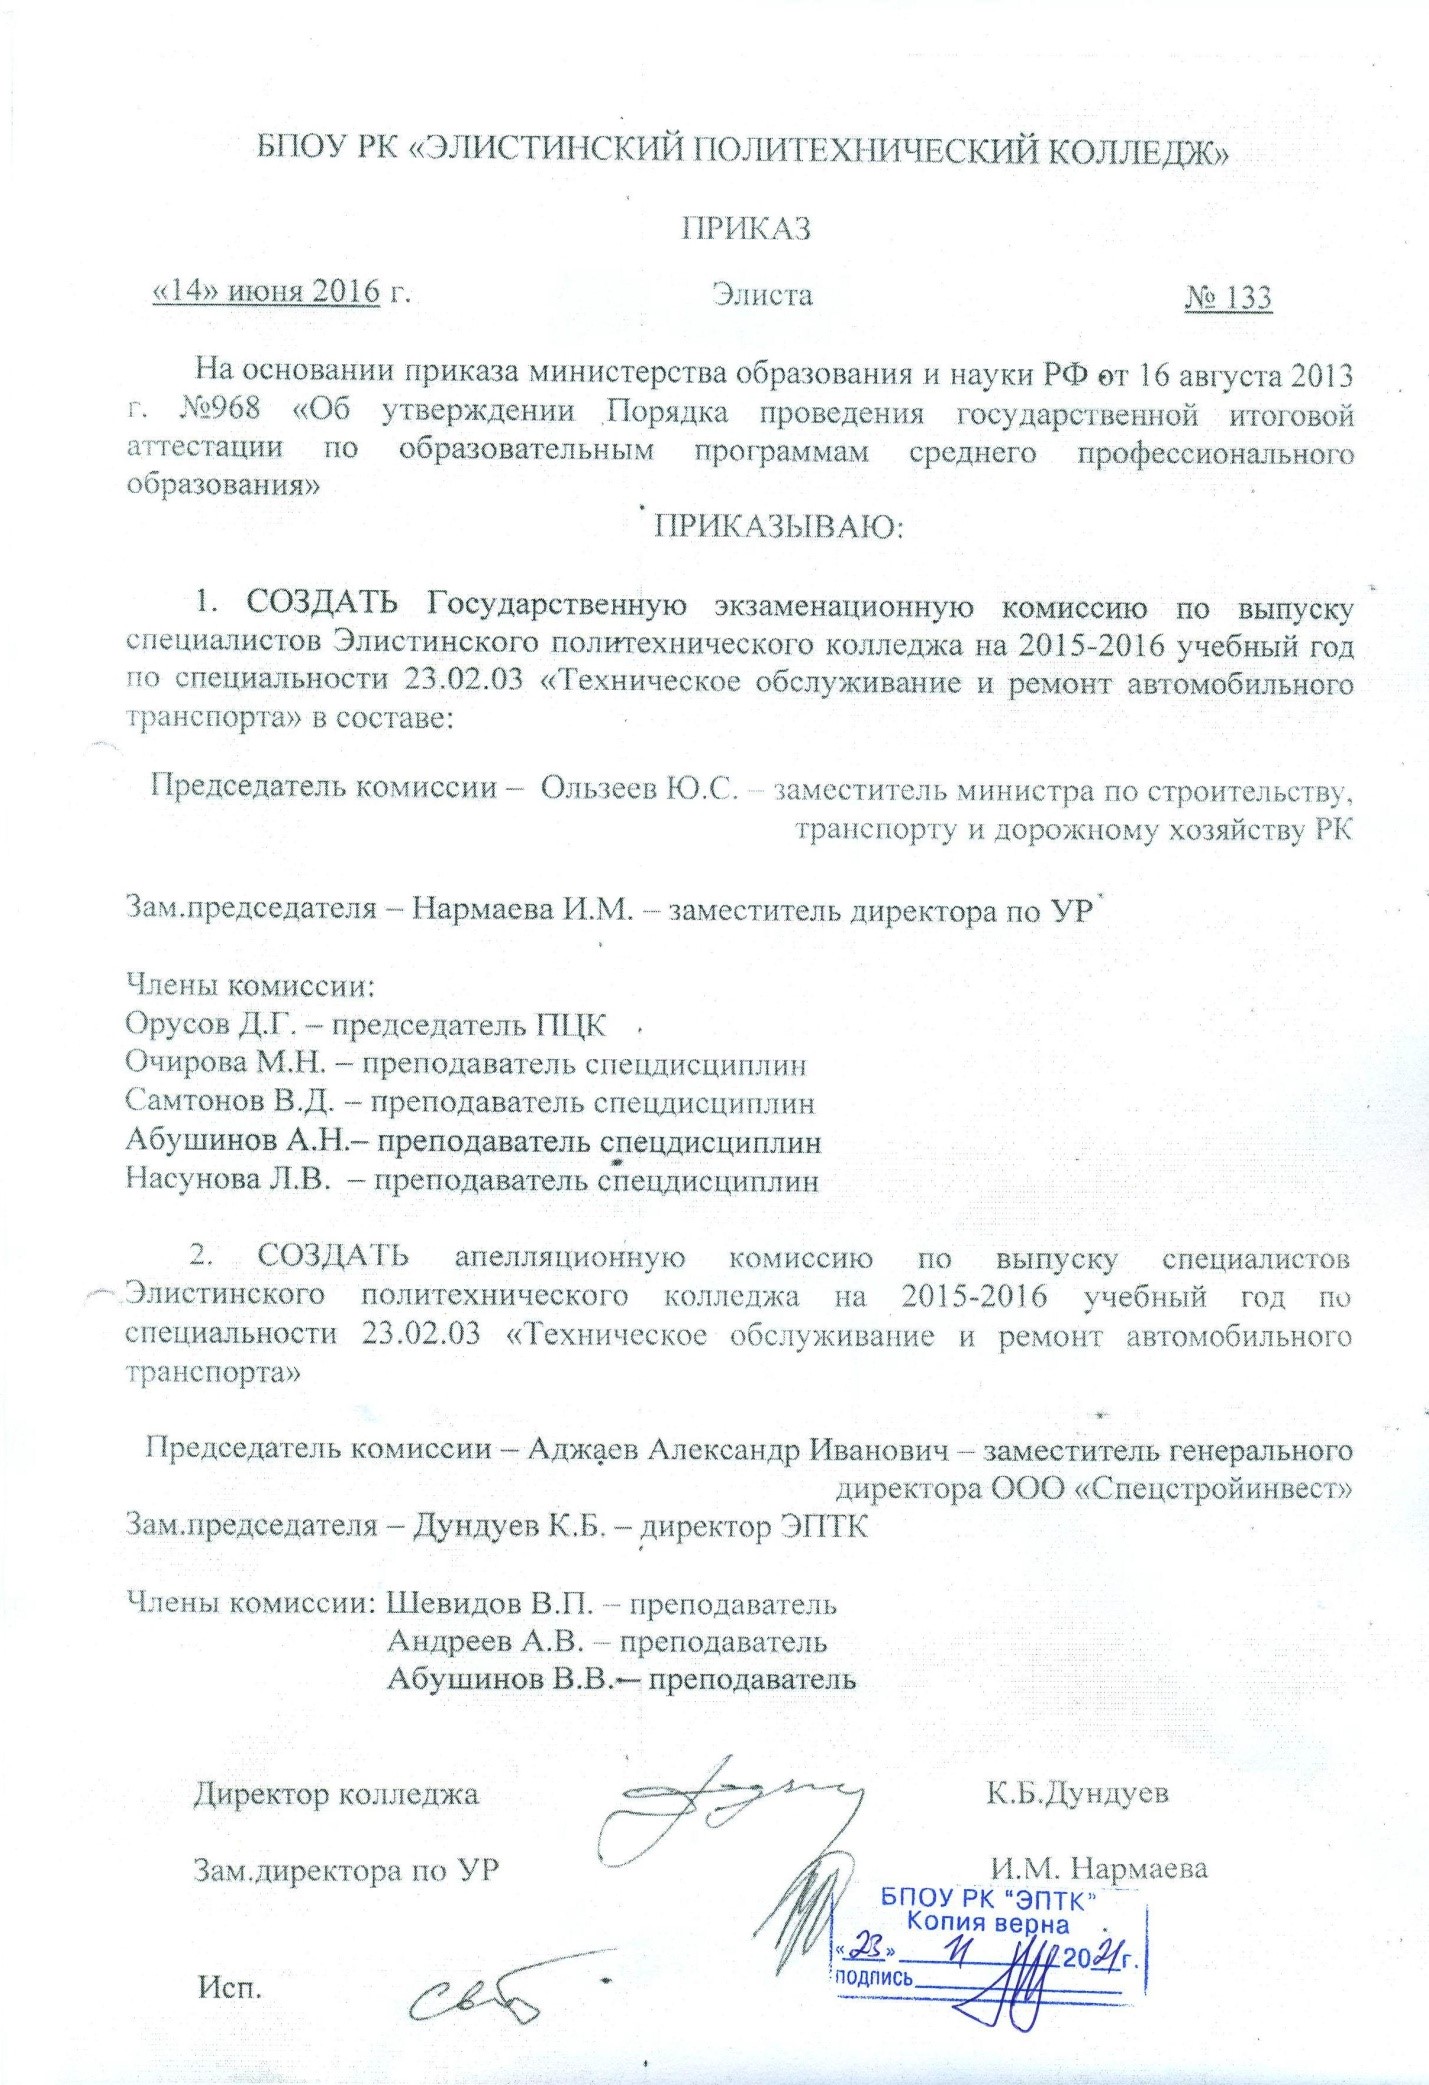 БПОУ РК «ЭЛИСТИНСКИЙ ПОЛИТЕХНИЧЕСКИЙ КОЛЛЕДЖ»
ПРИКАЗ
«14» июня 2016 г. Элиста № 133
На основании приказа министерства образования и науки РФ от 16 августа 2013
г. №968 «Об утверждении Порядка проведения государственной итоговой
аттестации по образовательным программам среднего профессионального
образования»
ПРИКАЗЫВАЮ:
1. СОЗДАТЬ Государственную экзаменационную комиссию по выпуску
специалистов Элистинского политехнического колледжа на 2015-2016 учебный год
по специальности 23.02.03 «Техническое обслуживание и ремонт автомобильного
транспорта» в составе:
Председатель комиссии – Ользеев Ю.С. – заместитель министра по строительству,
транспорту и дорожному хозяйству РК
Зам.председателя – Нармаева И.М. – заместитель директора по УР
Члены комиссии:
Орусов Д.Г. – председатель ПЦК
Очирова М.Н. – преподаватель спецдисциплин
Самтонов В.Д. – преподаватель спецдисциплин
Абушинов А.Н.– преподаватель спецдисциплин
Насунова Л.В. – преподаватель спецдисциплин
2. СОЗДАТЬ апелляционную комиссию по выпуску специалистов
Элистинского политехнического колледжа на 2015-2016 учебный год по
специальности 23.02.03 «Техническое обслуживание и ремонт автомобильного
транспорта»
Председатель комиссии – Аджаев Александр Иванович – заместитель генерального
директора ООО «Спецстройинвест»
Зам.председателя – Дундуев К.Б. – директор ЭПТК
Члены комиссии: Шевидов В.П. – преподаватель
Андреев А.В. – преподаватель
Абушинов В.В.– преподаватель
Директор колледжа К.Б.Дундуев
Зам.директора по УР И.М. Нармаева
БПОУ РК "ЭПТК"
Копия верна
«23» 11 2021г.
подпись
Исп.